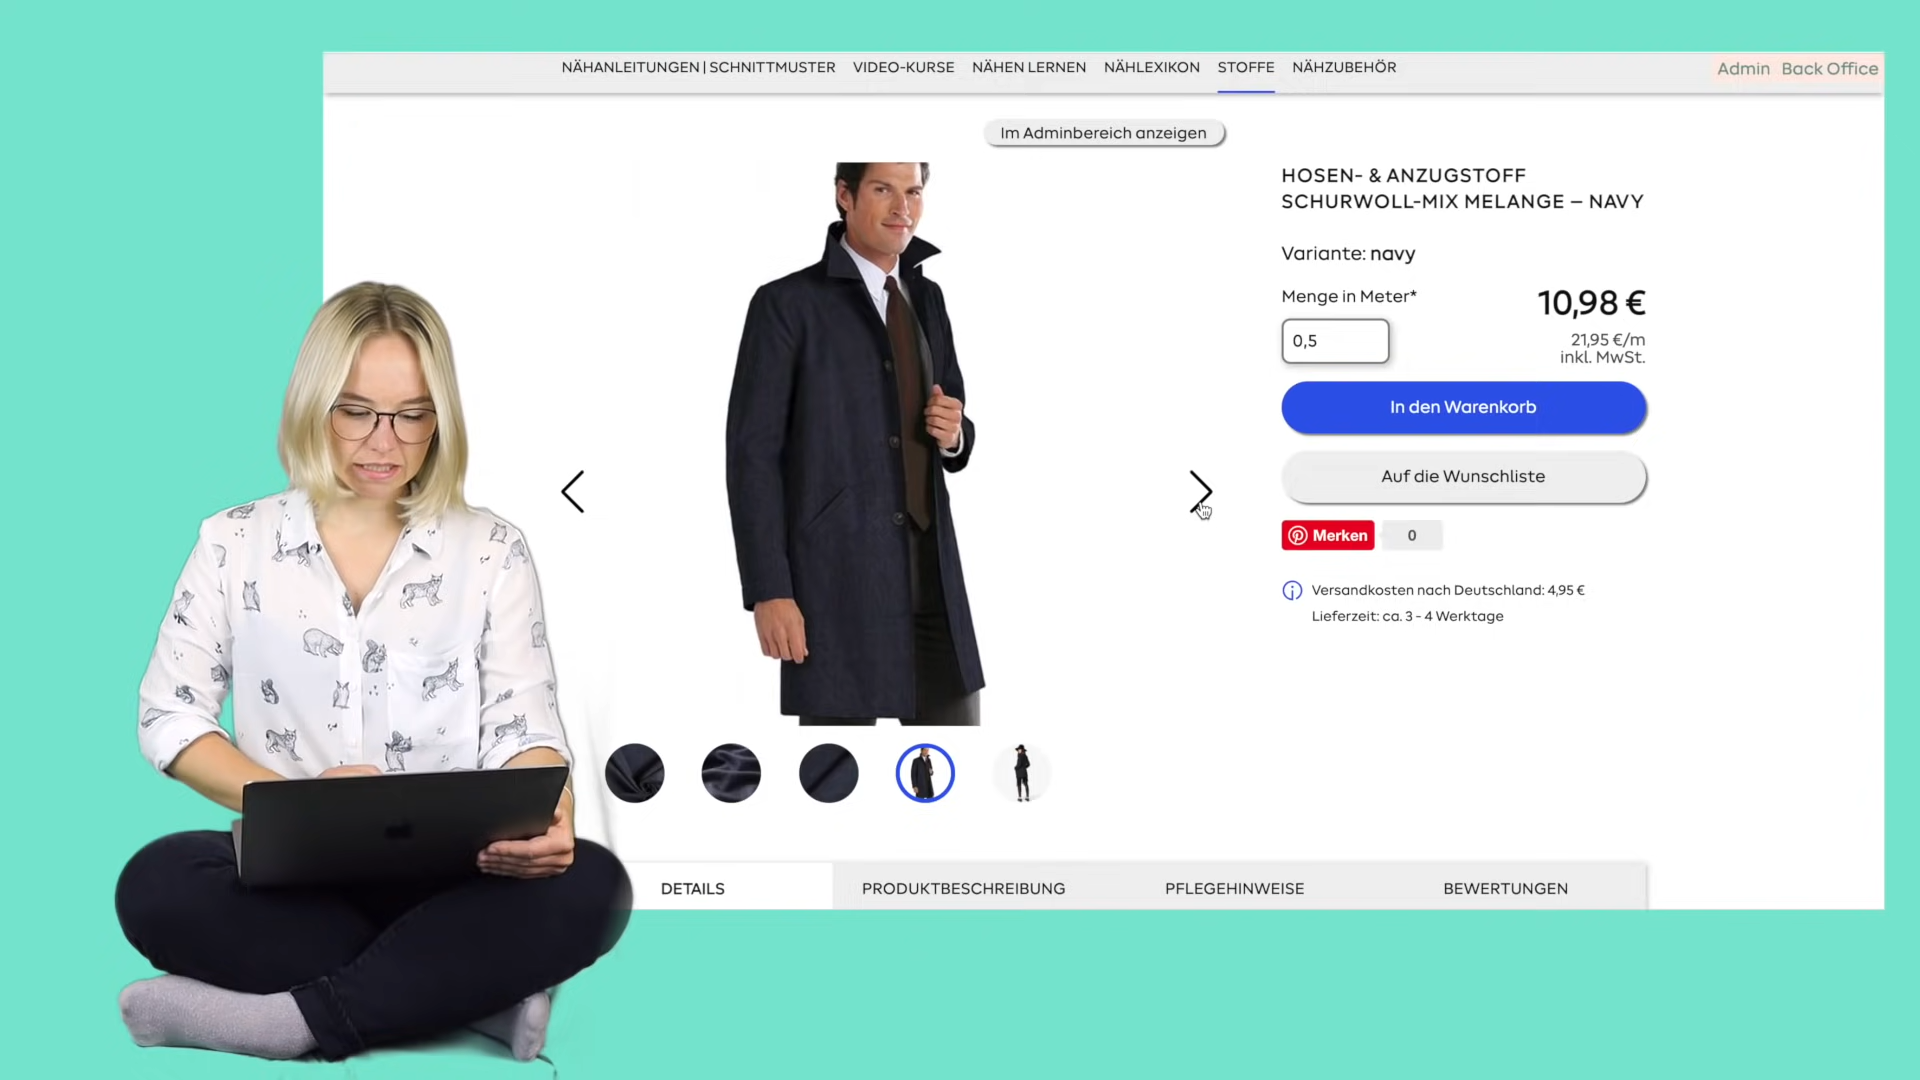 NÄHANLEITUNGEN | SCHNITTMUSTER VIDEO-KURSE NÄHEN LERNEN NÄHLEXIKON STOFFE NÄHZUBEHÖR
Admin Back Office
Im Adminbereich anzeigen
HOSEN- & ANZUGSTOFF
SCHURWOLL-MIX MELANGE – NAVY
Variante: navy
Menge in Meter*
10,98 €
0,5
21,95 €/m
inkl. MwSt.
In den Warenkorb
Auf die Wunschliste
Merken 0
Versandkosten nach Deutschland: 4,95 €
Lieferzeit: ca. 3 - 4 Werktage
DETAILS PRODUKTBESCHREIBUNG PFLEGEHINWEISE BEWERTUNGEN